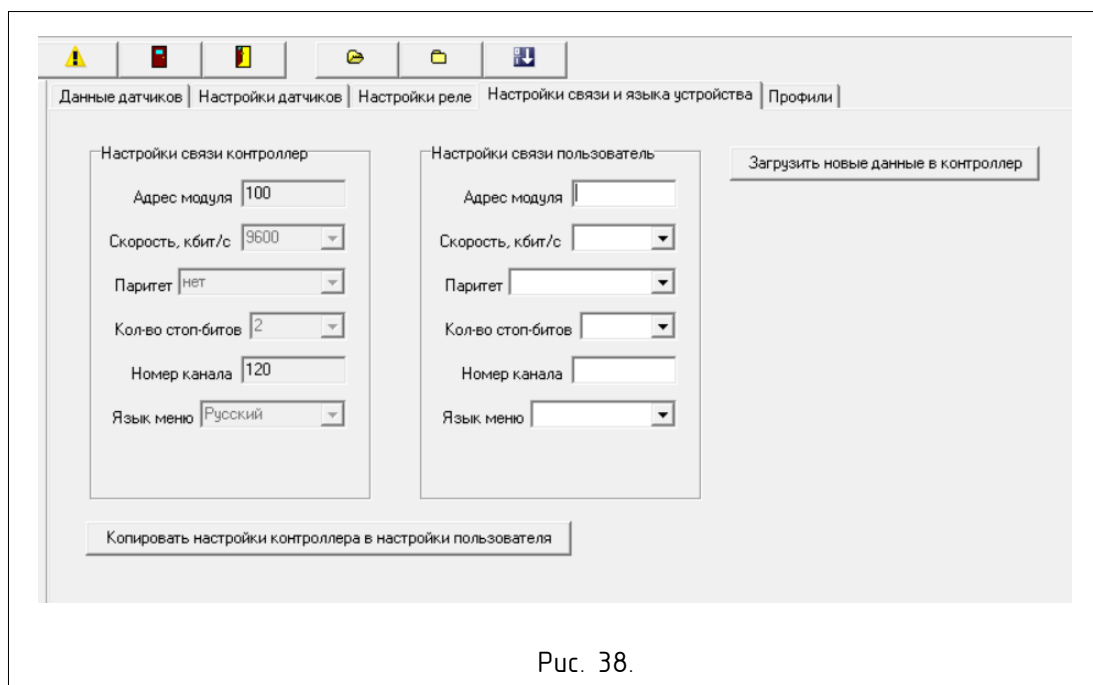 Данные датчиков Настройки датчиков Настройки реле Настройки связи и языка устройства Профили
Настройки связи контроллер
Адрес модуля 100
Скорость, кбит/с 9600
Паритет нет
Кол-во стоп-битов 2
Номер канала 120
Язык меню Русский
Настройки связи пользователь
Адрес модуля
Скорость, кбит/с
Паритет
Кол-во стоп-битов
Номер канала
Язык меню
Загрузить новые данные в контроллер
Копировать настройки контроллера в настройки пользователя
Рис. 38.